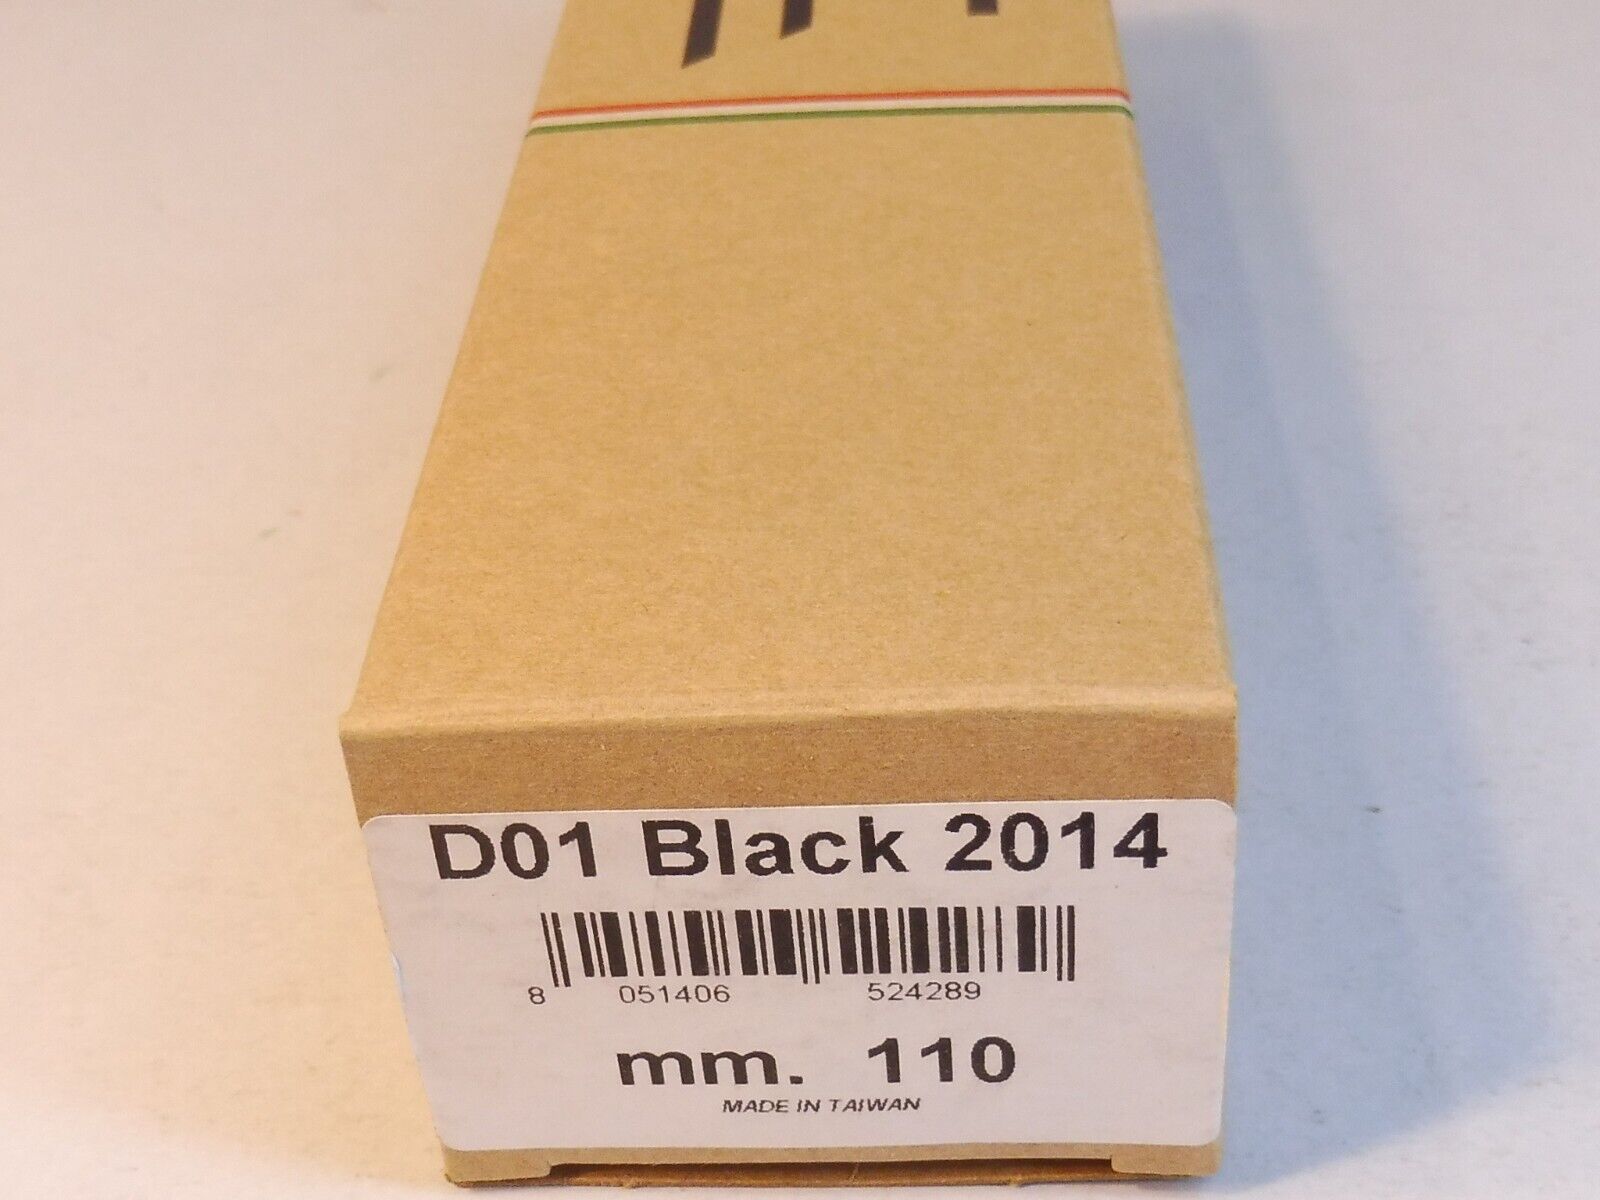 D01 Black 2014
8 051406 524289
mm. 110
MADE IN TAIWAN